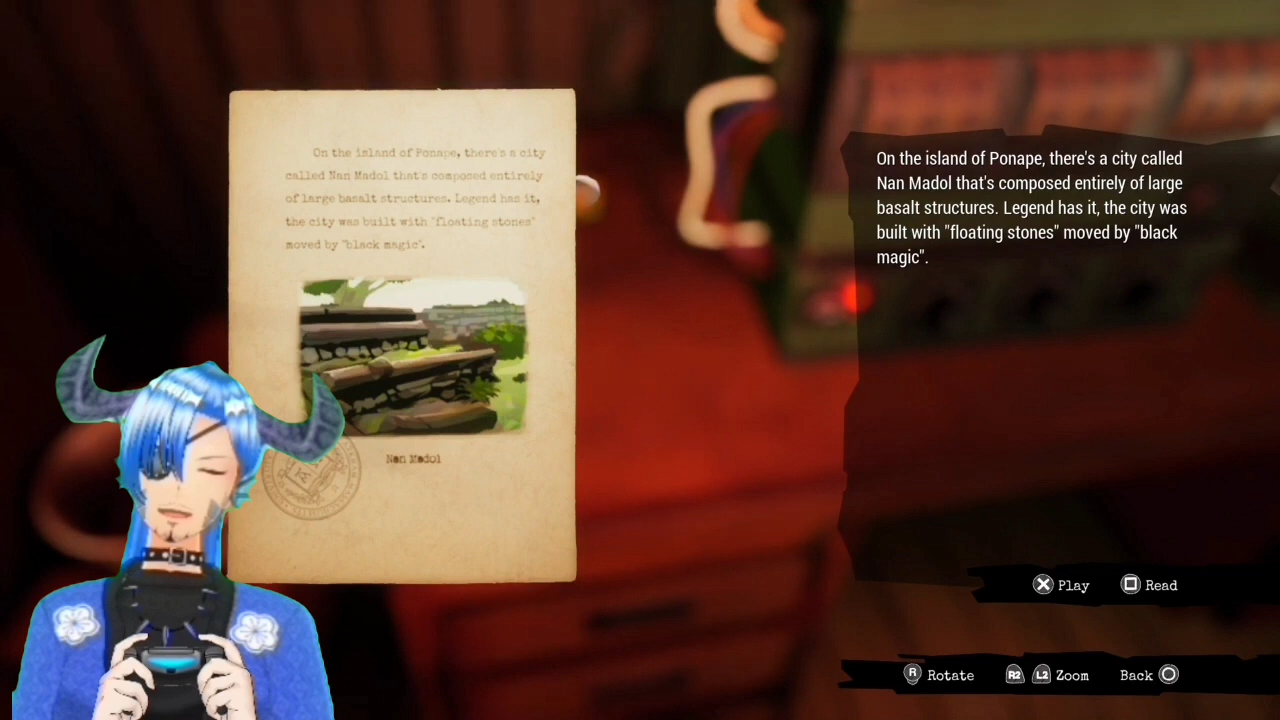 On the island of Ponape, there's a city
called Nan Madol that's composed entirely
of large basalt structures. Legend has it,
the city was built with "floating stones"
moved by "black magic".
Nan Madol
On the island of Ponape, there's a city called
Nan Madol that's composed entirely of large
basalt structures. Legend has it, the city was
built with "floating stones" moved by "black
magic".
Play
Read
R Rotate
R2 L2 Zoom
Back